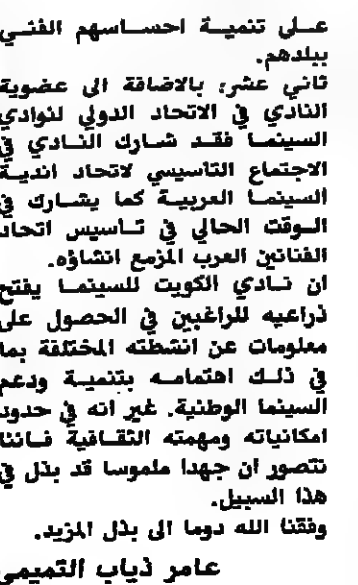 على تنمية احساسهم الفني
ببلدهم.
ثاني عشر: بالاضافة الى عضوية
النادي في الاتحاد الدولي لنوادي
السينما فقد شارك النادي في
الاجتماع التاسيسي لاتحاد اندية
السينما العربية كما يشارك في
الوقت الحالي في تأسيس اتحاد
الفنانين العرب المزمع انشاؤه.
ان نادي الكويت للسينما يفتح
ذراعيه للراغبين في الحصول على
معلومات عن انشطته المختلفة بما
في ذلك اهتمامه بتنمية ودعم
السينما الوطنية. غير انه في حدود
امكانياته ومهمته الثقافية فاننا
نتصور ان جهدا ملموسا قد بذل في
هذا السبيل.
وفقنا الله دوما الى بذل المزيد.
عامر ذياب التميمي